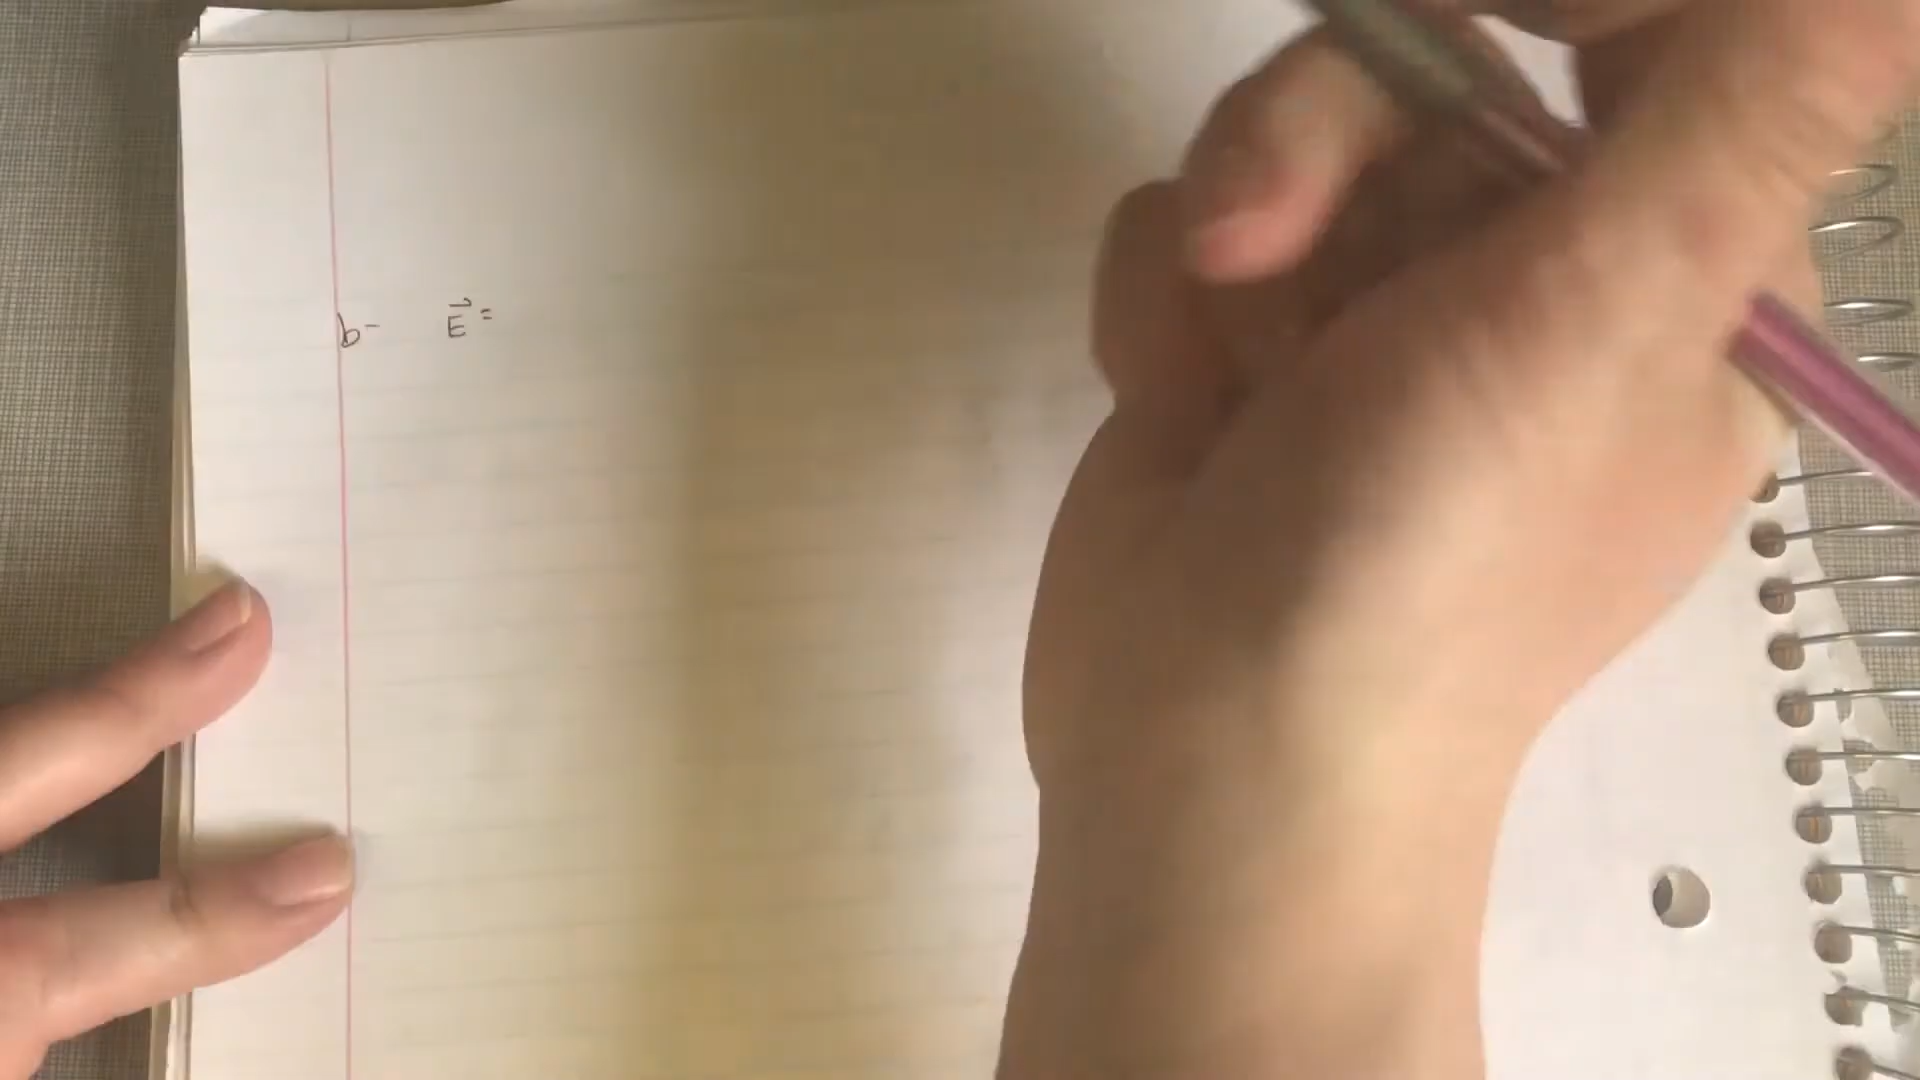 b- E⃗ =